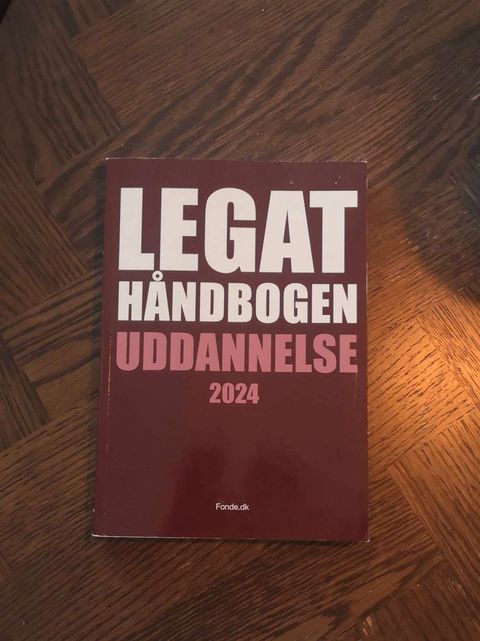 LEGAT
HÅNDBOGEN
UDDANNELSE
2024
Fonde.dk